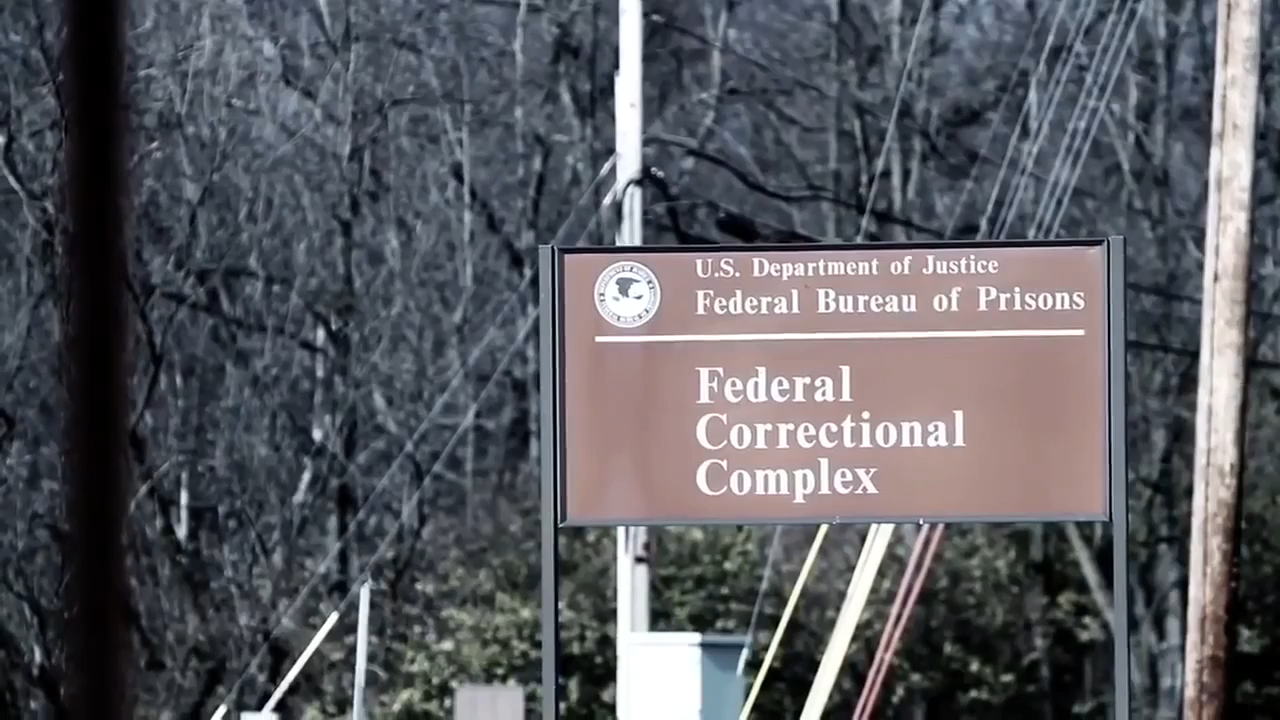 U.S. Department of Justice
Federal Bureau of Prisons
Federal
Correctional
Complex